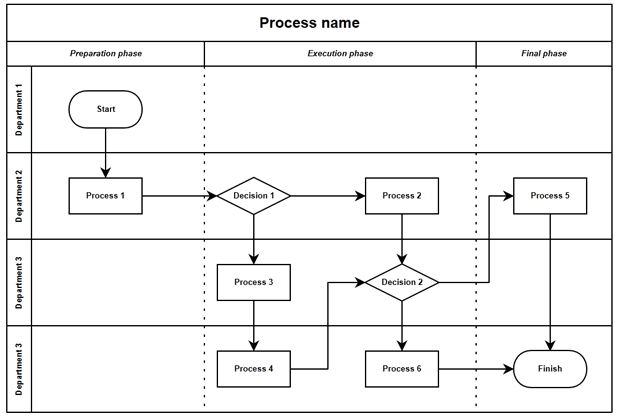 Process name
Preparation phase
Execution phase
Final phase
Department 1
Start
Department 2
Process 1
Decision 1
Process 2
Process 5
Department 3
Process 3
Decision 2
Department 3
Process 4
Process 6
Finish